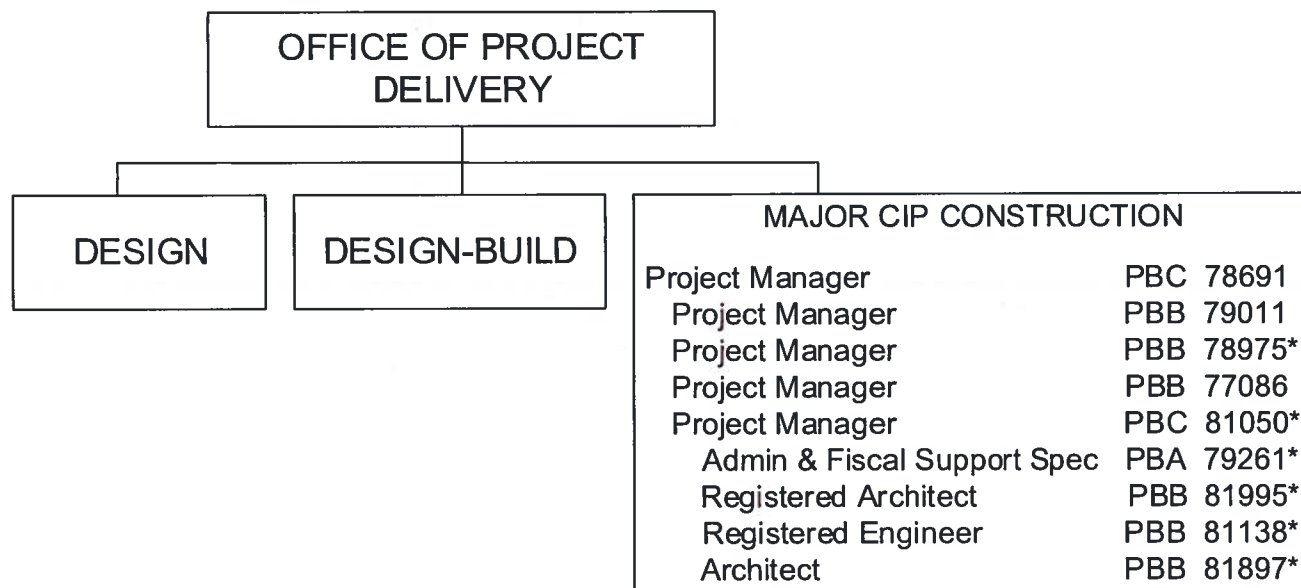 OFFICE OF PROJECT
DELIVERY
DESIGN
DESIGN-BUILD
MAJOR CIP CONSTRUCTION
Project Manager PBC 78691
Project Manager PBB 79011
Project Manager PBB 78975*
Project Manager PBB 77086
Project Manager PBC 81050*
Admin & Fiscal Support Spec PBA 79261*
Registered Architect PBB 81995*
Registered Engineer PBB 81138*
Architect PBB 81897*